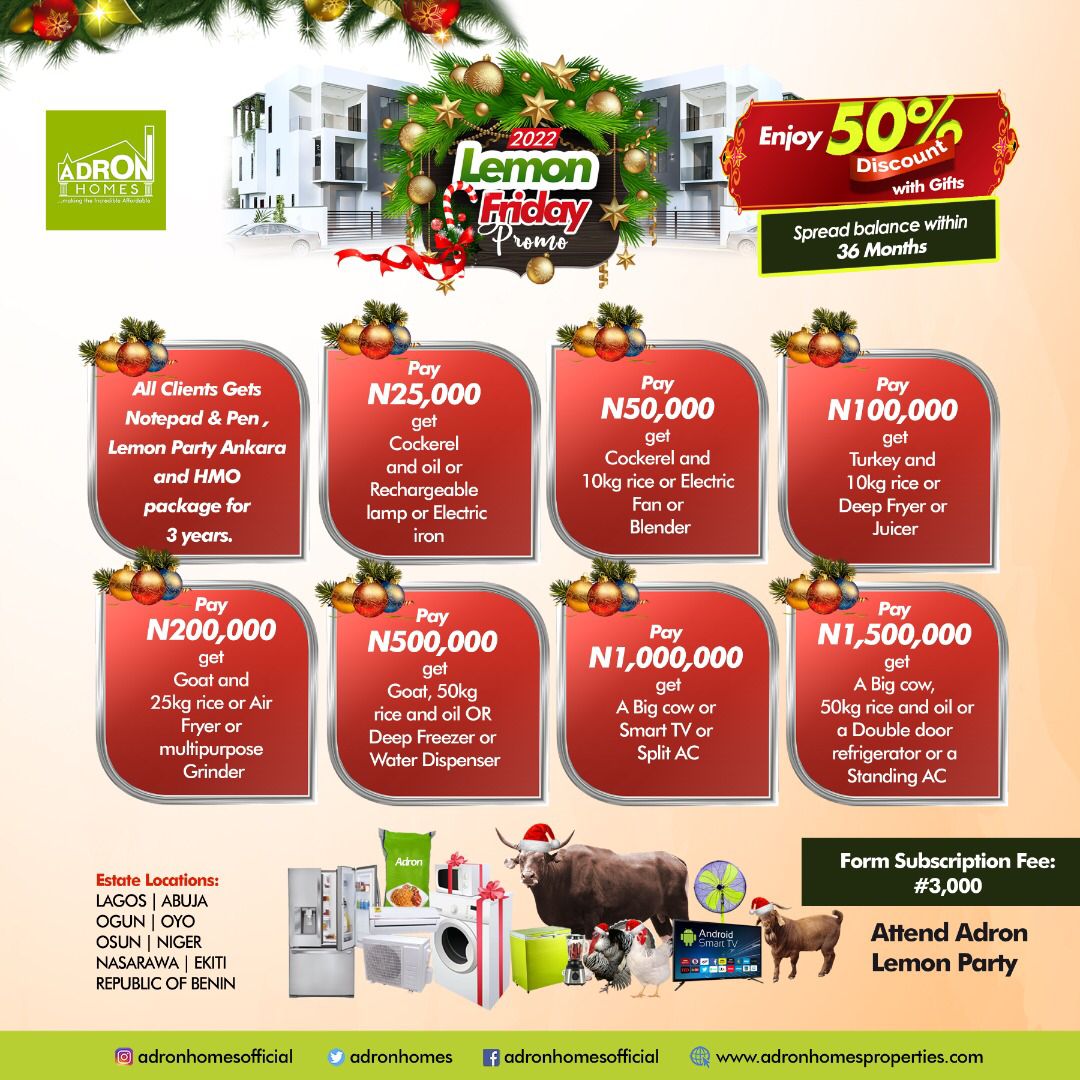 ADRON
HOMES
...making the Incredible Affordable
2022
Lemon
Friday
Promo
Enjoy 50%
Discount
with Gifts
Spread balance within
36 Months
All Clients Gets
Notepad & Pen ,
Lemon Party Ankara
and HMO
package for
3 years.
Pay
N25,000
get
Cockerel
and oil or
Rechargeable
lamp or Electric
iron
Pay
N50,000
get
Cockerel and
10kg rice or Electric
Fan or
Blender
Pay
N100,000
get
Turkey and
10kg rice or
Deep Fryer or
Juicer
Pay
N200,000
get
Goat and
25kg rice or Air
Fryer or
multipurpose
Grinder
Pay
N500,000
get
Goat, 50kg
rice and oil OR
Deep Freezer or
Water Dispenser
Pay
N1,000,000
get
A Big cow or
Smart TV or
Split AC
Pay
N1,500,000
get
A Big cow,
50kg rice and oil or
a Double door
refrigerator or a
Standing AC
Estate Locations:
LAGOS | ABUJA
OGUN | OYO
OSUN | NIGER
NASARAWA | EKITI
REPUBLIC OF BENIN
Adron
Android
Smart TV
Form Subscription Fee:
#3,000
Attend Adron
Lemon Party
adronhomesofficial
adronhomes
adronhomesofficial
www.adronhomesproperties.com